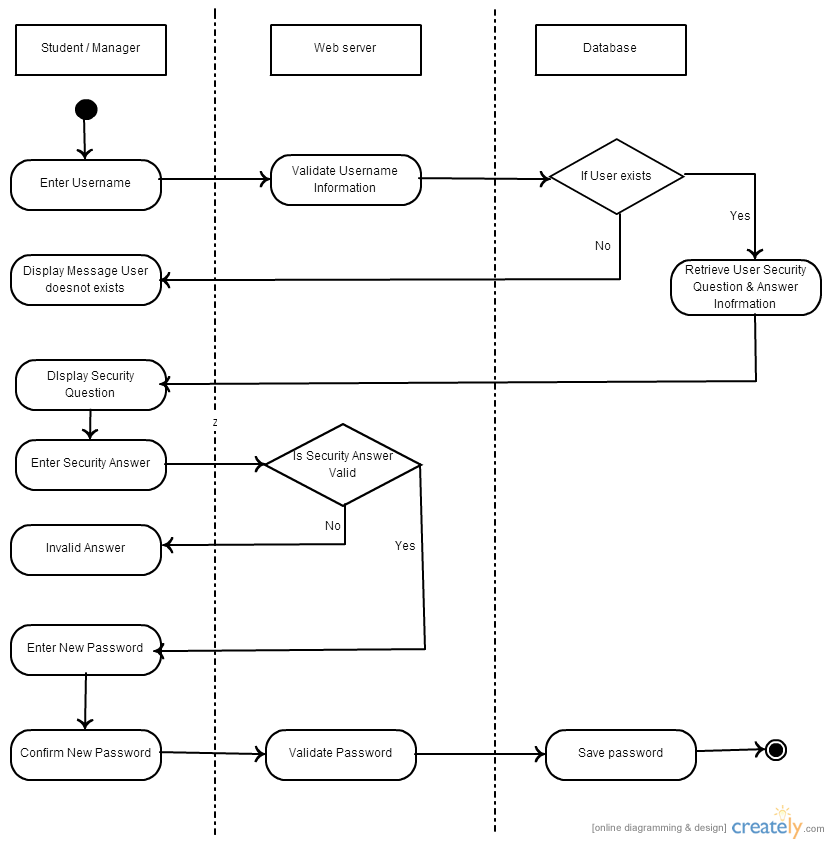 Student / Manager
Web server
Database
Enter Username
Validate Username
Information
If User exists
Yes
No
Display Message User
doesnot exists
Retrieve User Security
Question & Answer
Inofrmation
DIsplay Security
Question
z
Enter Security Answer
Is Security Answer
Valid
No
Yes
Invalid Answer
Enter New Password
Confirm New Password
Validate Password
Save password
[online diagramming & design] creately.com